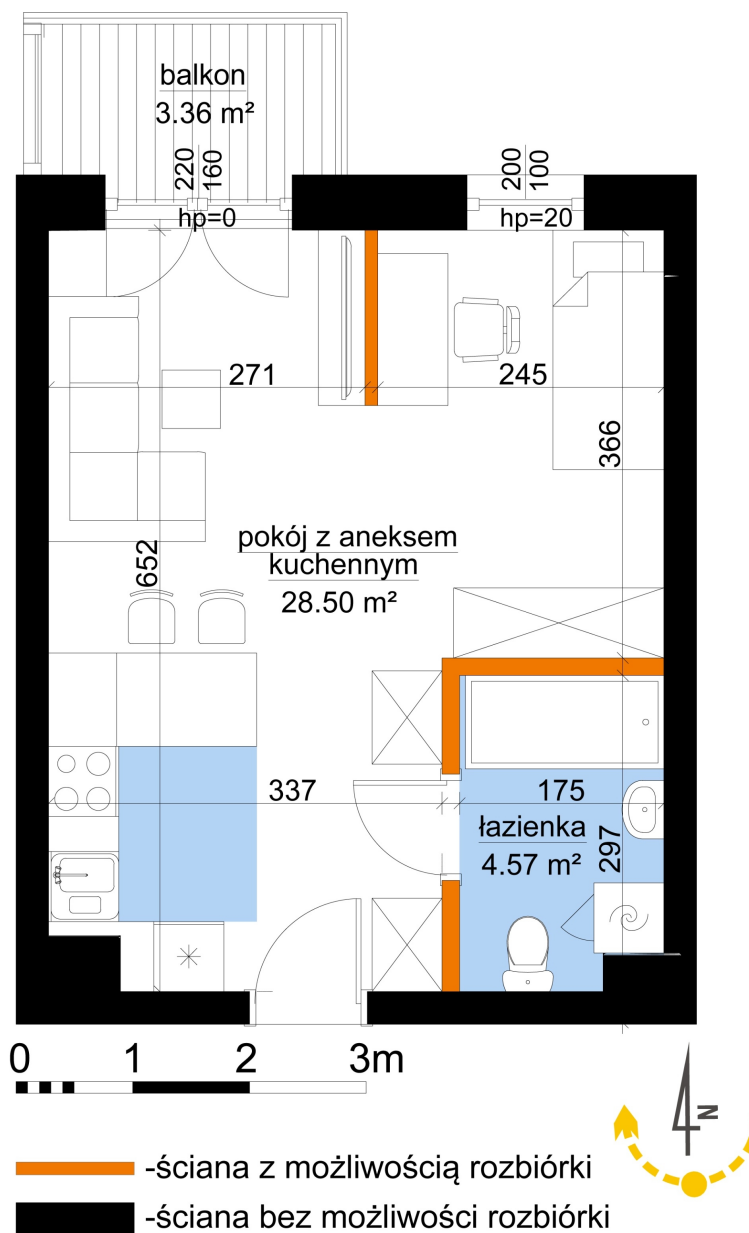 balkon
3.36 m²
220
160
hp=0
200
100
hp=20
271
245
366
652
pokój z aneksem
kuchennym
28.50 m²
337
175
łazienka
4.57 m²
297
0 1 2 3m
N
-ściana z możliwością rozbiórki
-ściana bez możliwości rozbiórki